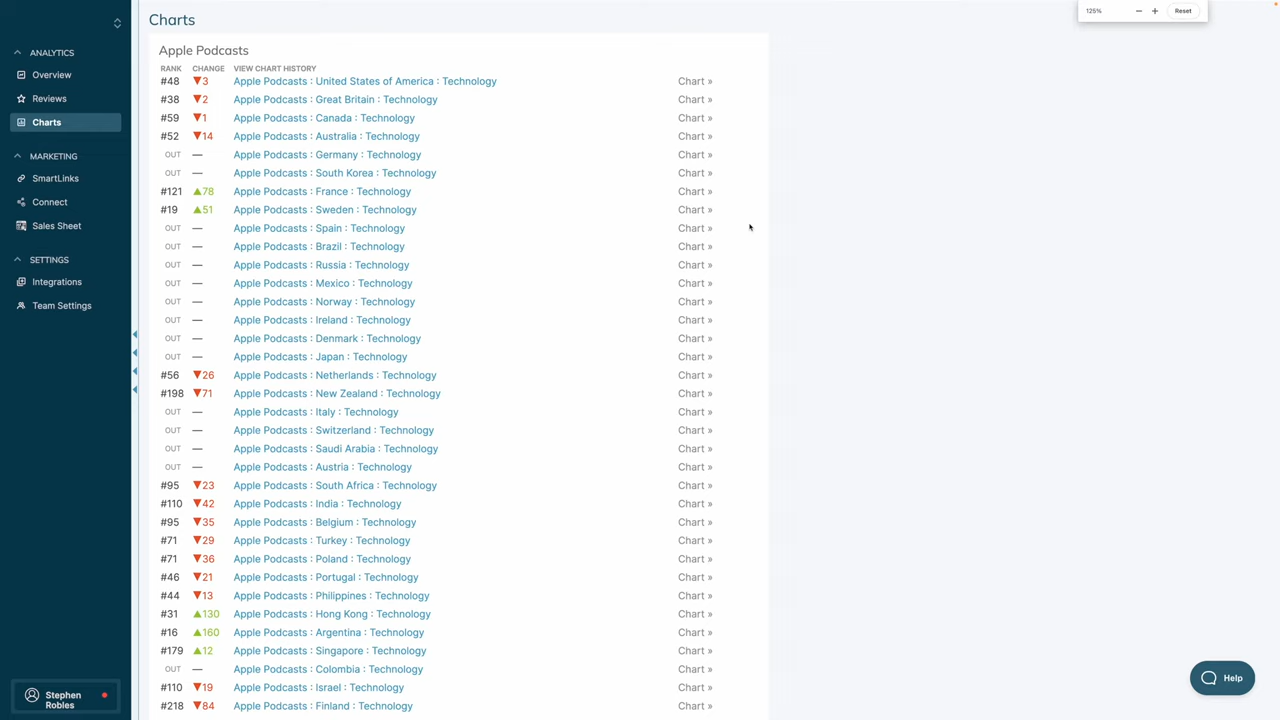 125%
Reset
Charts
ANALYTICS
Overview
Reviews
Charts
MARKETING
SmartLinks
Connect
Sales Sheet
SETTINGS
Integrations
Team Settings
Stephen
Robles
Apple Podcasts
RANK CHANGE VIEW CHART HISTORY
#48 ▼3 Apple Podcasts : United States of America : Technology Chart »
#38 ▼2 Apple Podcasts : Great Britain : Technology Chart »
#59 ▼1 Apple Podcasts : Canada : Technology Chart »
#52 ▼14 Apple Podcasts : Australia : Technology Chart »
OUT — Apple Podcasts : Germany : Technology Chart »
OUT — Apple Podcasts : South Korea : Technology Chart »
#121 ▲78 Apple Podcasts : France : Technology Chart »
#19 ▲51 Apple Podcasts : Sweden : Technology Chart »
OUT — Apple Podcasts : Spain : Technology Chart »
OUT — Apple Podcasts : Brazil : Technology Chart »
OUT — Apple Podcasts : Russia : Technology Chart »
OUT — Apple Podcasts : Mexico : Technology Chart »
OUT — Apple Podcasts : Norway : Technology Chart »
OUT — Apple Podcasts : Ireland : Technology Chart »
OUT — Apple Podcasts : Denmark : Technology Chart »
OUT — Apple Podcasts : Japan : Technology Chart »
#56 ▼26 Apple Podcasts : Netherlands : Technology Chart »
#198 ▼71 Apple Podcasts : New Zealand : Technology Chart »
OUT — Apple Podcasts : Italy : Technology Chart »
OUT — Apple Podcasts : Switzerland : Technology Chart »
OUT — Apple Podcasts : Saudi Arabia : Technology Chart »
OUT — Apple Podcasts : Austria : Technology Chart »
#95 ▼23 Apple Podcasts : South Africa : Technology Chart »
#110 ▼42 Apple Podcasts : India : Technology Chart »
#95 ▼35 Apple Podcasts : Belgium : Technology Chart »
#71 ▼29 Apple Podcasts : Turkey : Technology Chart »
#71 ▼36 Apple Podcasts : Poland : Technology Chart »
#46 ▼21 Apple Podcasts : Portugal : Technology Chart »
#44 ▼13 Apple Podcasts : Philippines : Technology Chart »
#31 ▲130 Apple Podcasts : Hong Kong : Technology Chart »
#16 ▲160 Apple Podcasts : Argentina : Technology Chart »
#179 ▲12 Apple Podcasts : Singapore : Technology Chart »
OUT — Apple Podcasts : Colombia : Technology Chart »
#110 ▼19 Apple Podcasts : Israel : Technology Chart »
#218 ▼84 Apple Podcasts : Finland : Technology Chart »
Help